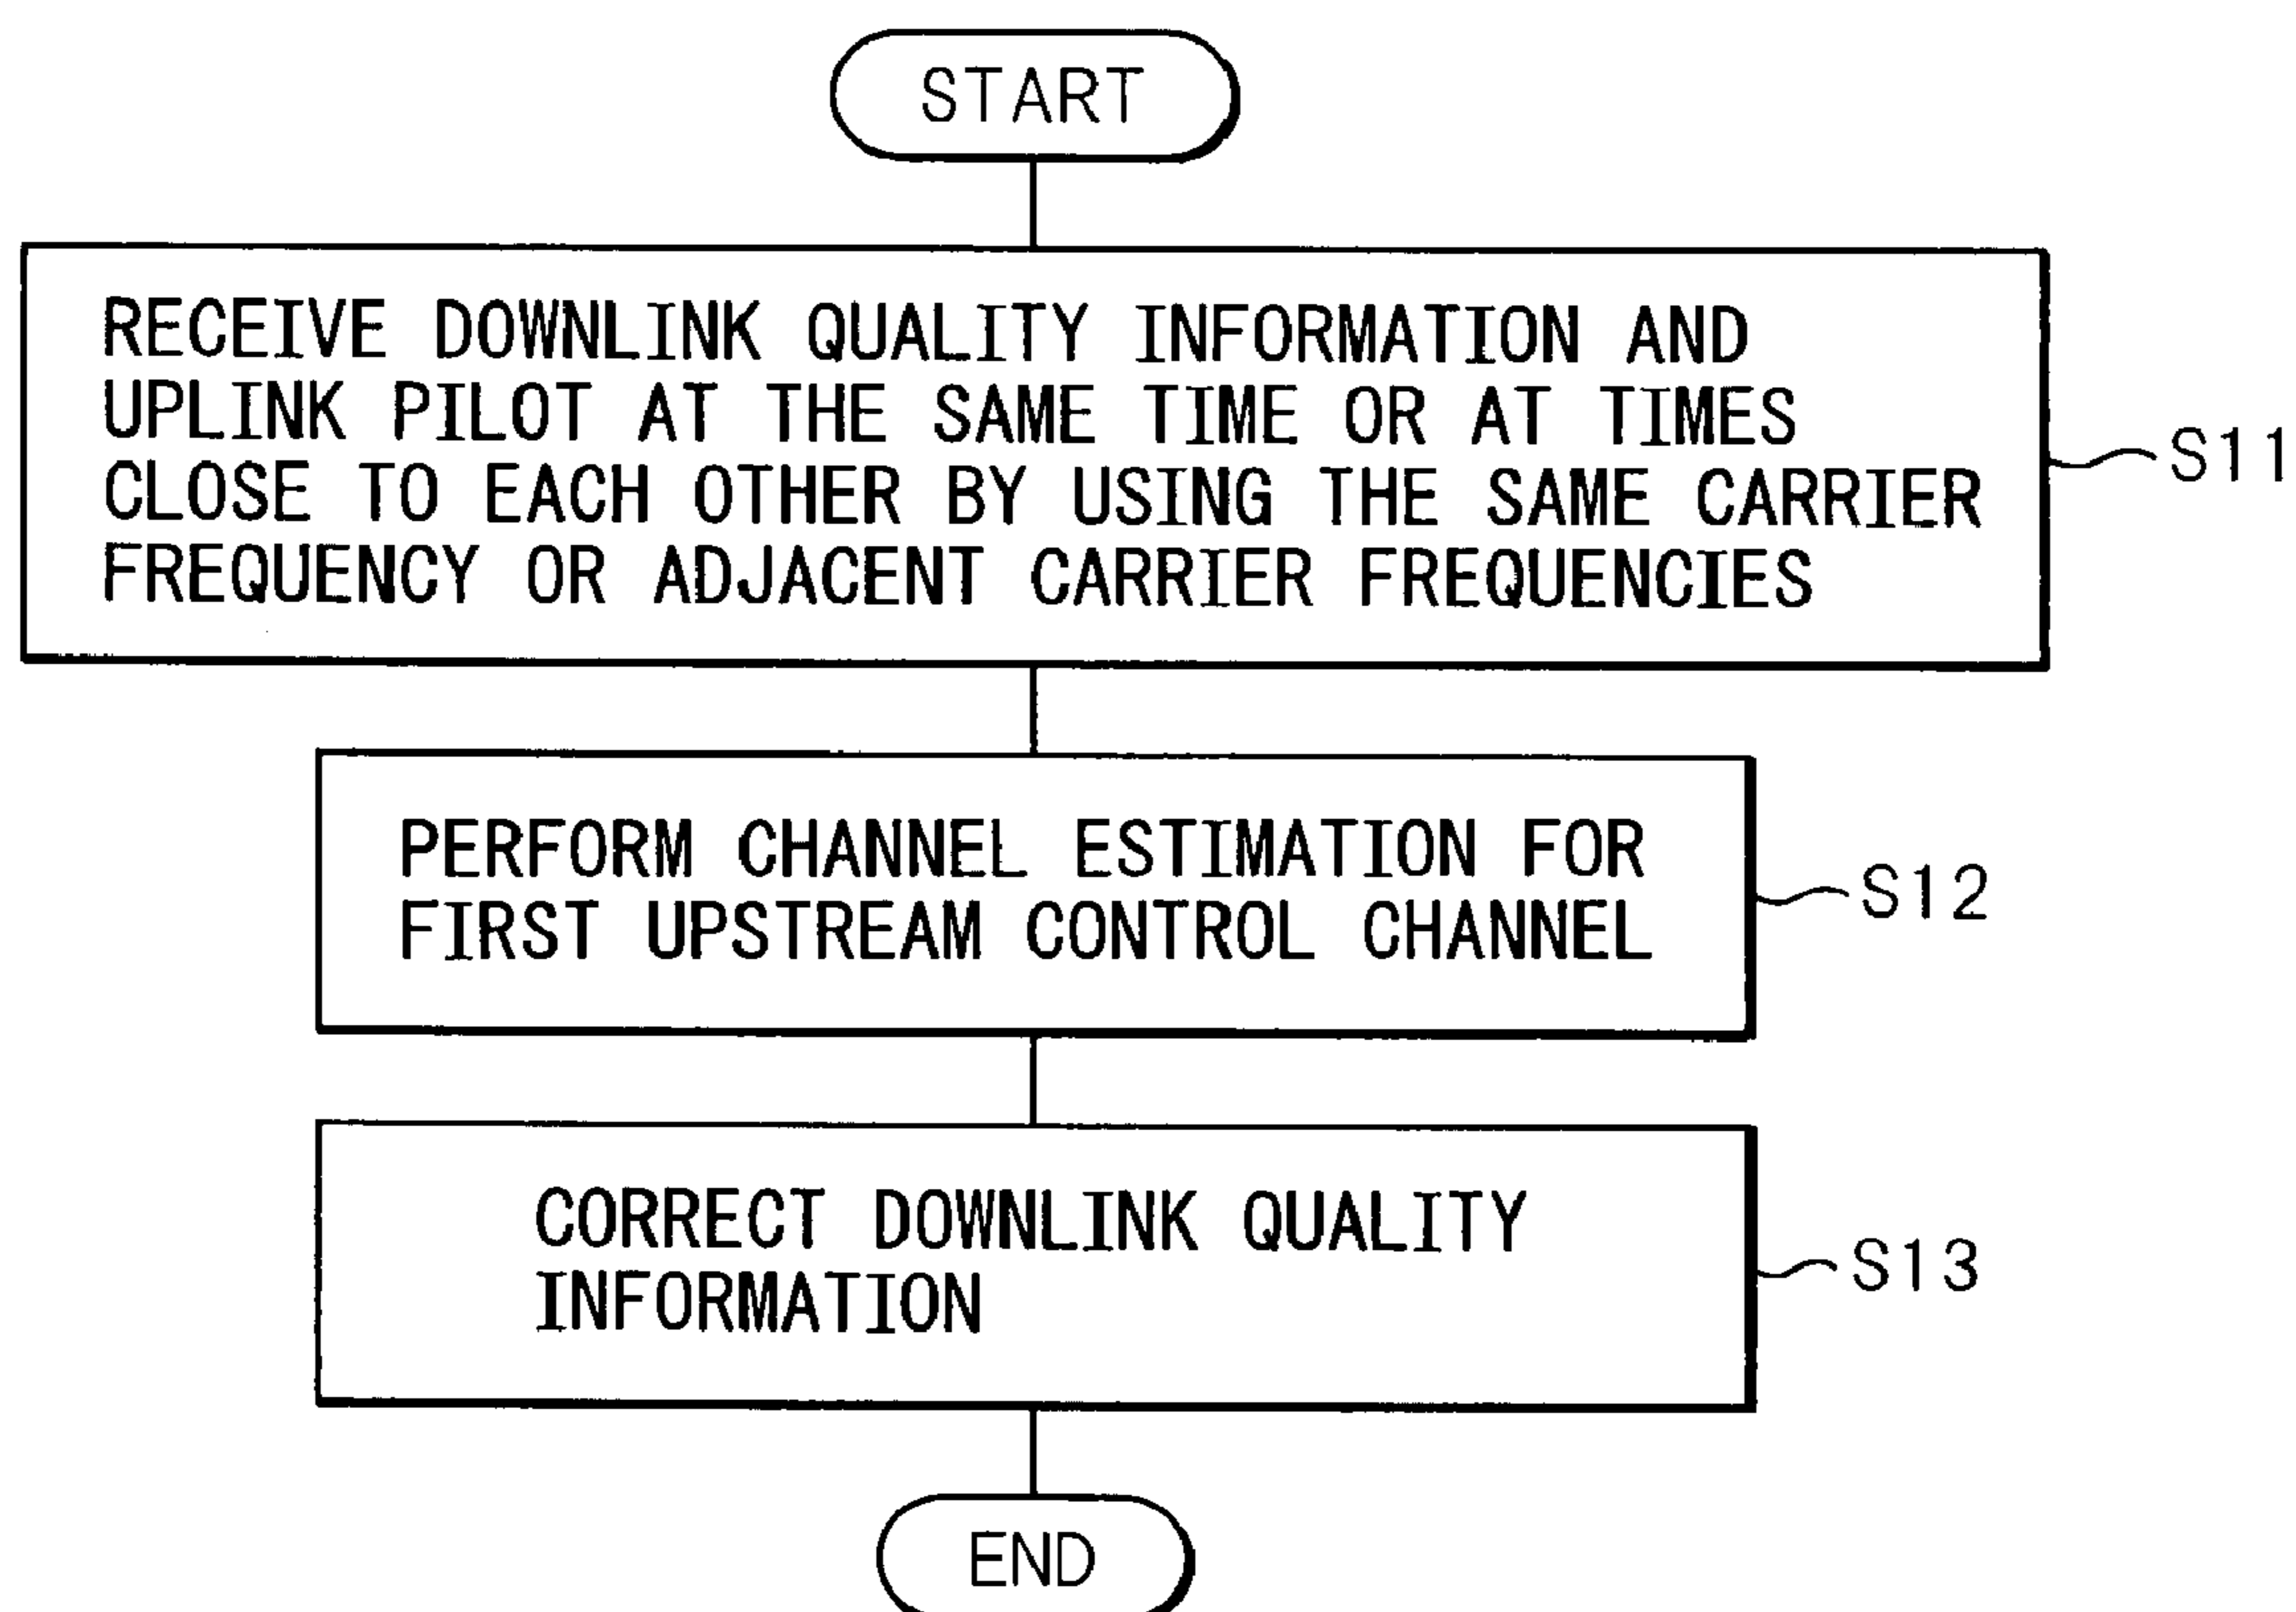 START
RECEIVE DOWNLINK QUALITY INFORMATION AND
UPLINK PILOT AT THE SAME TIME OR AT TIMES
CLOSE TO EACH OTHER BY USING THE SAME CARRIER
FREQUENCY OR ADJACENT CARRIER FREQUENCIES
S11
PERFORM CHANNEL ESTIMATION FOR
FIRST UPSTREAM CONTROL CHANNEL
S12
CORRECT DOWNLINK QUALITY
INFORMATION
S13
END